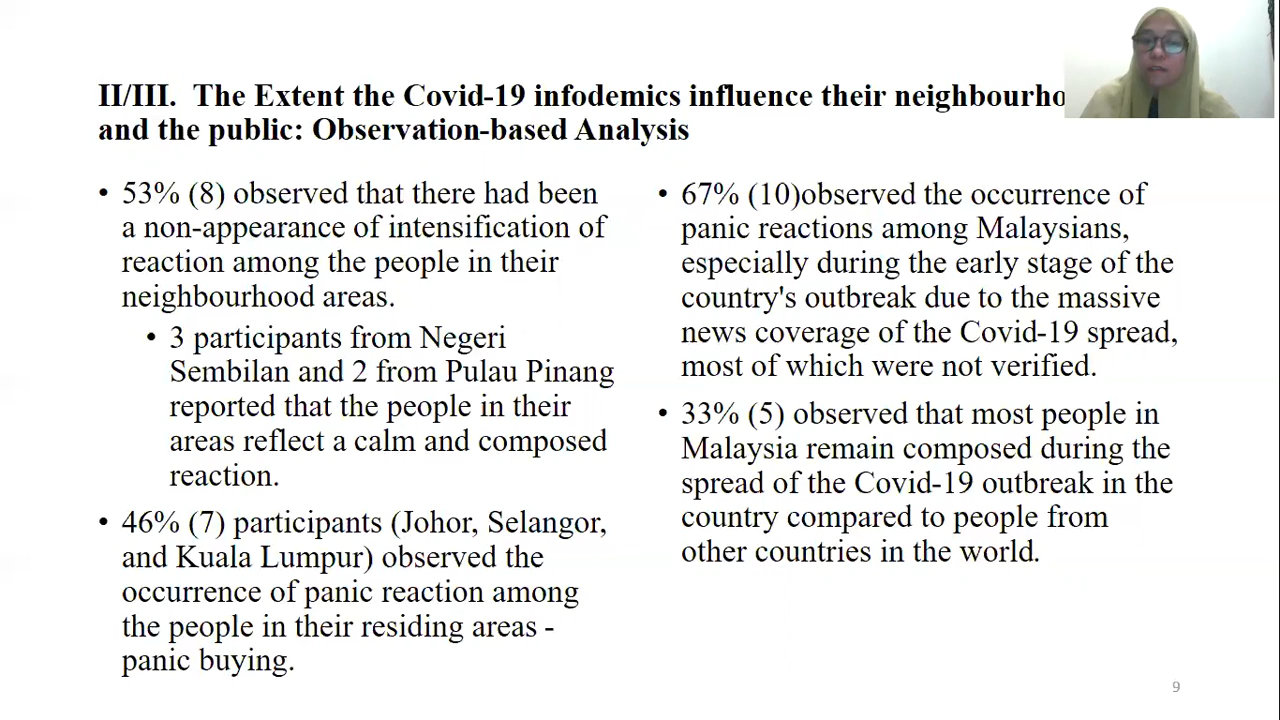 II/III. The Extent the Covid-19 infodemics influence their
and the public: Observation-based Analysis
• 53% (8) observed that there had been
a non-appearance of intensification of
reaction among the people in their
neighbourhood areas.
• 3 participants from Negeri
Sembilan and 2 from Pulau Pinang
reported that the people in their
areas reflect a calm and composed
reaction.
• 46% (7) participants (Johor, Selangor,
and Kuala Lumpur) observed the
occurrence of panic reaction among
the people in their residing areas -
panic buying.
• 67% (10)observed the occurrence of
panic reactions among Malaysians,
especially during the early stage of the
country's outbreak due to the massive
news coverage of the Covid-19 spread,
most of which were not verified.
• 33% (5) observed that most people in
Malaysia remain composed during the
spread of the Covid-19 outbreak in the
country compared to people from
other countries in the world.
9